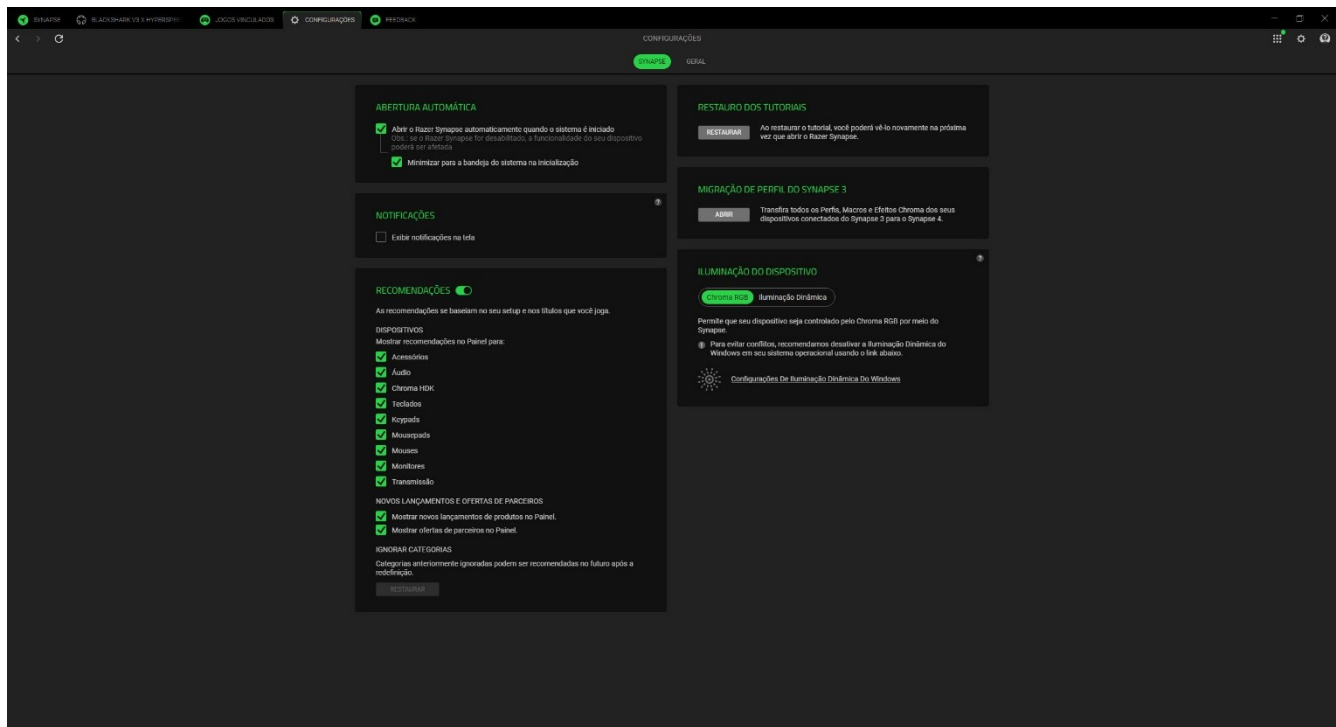 SYNAPSE
BLACKSHARK V3 X HYPERSPE
JOGOS VINCULADOS
CONFIGURAÇÕES
FEEDBACK
CONFIGURAÇÕES
SYNAPSE
GERAL
ABERTURA AUTOMÁTICA
Abrir o Razer Synapse automaticamente quando o sistema é iniciado
Obs.: se o Razer Synapse for desabilitado, a funcionalidade do seu dispositivo
poderá ser afetada
Minimizar para a bandeja do sistema na inicialização
NOTIFICAÇÕES
Exibir notificações na tela
RECOMENDAÇÕES
As recomendações se baseiam no seu setup e nos títulos que você joga.
DISPOSITIVOS
Mostrar recomendações no Painel para:
Acessórios
Áudio
Chroma HDK
Teclados
Keypads
Mousepads
Mouses
Monitores
Transmissão
NOVOS LANÇAMENTOS E OFERTAS DE PARCEIROS
Mostrar novos lançamentos de produtos no Painel.
Mostrar ofertas de parceiros no Painel.
IGNORAR CATEGORIAS
Categorias anteriormente ignoradas podem ser recomendadas no futuro após a
redefinição.
RESTAURAR
RESTAURO DOS TUTORIAIS
RESTAURAR
Ao restaurar o tutorial, você poderá vê-lo novamente na próxima
vez que abrir o Razer Synapse.
MIGRAÇÃO DE PERFIL DO SYNAPSE 3
ABRIR
Transfira todos os Perfis, Macros e Efeitos Chroma dos seus
dispositivos conectados do Synapse 3 para o Synapse 4.
ILUMINAÇÃO DO DISPOSITIVO
Chroma RGB
Iluminação Dinâmica
Permite que seu dispositivo seja controlado pelo Chroma RGB por meio do
Synapse.
Para evitar conflitos, recomendamos desativar a Iluminação Dinâmica do
Windows em seu sistema operacional usando o link abaixo.
Configurações De Iluminação Dinâmica Do Windows